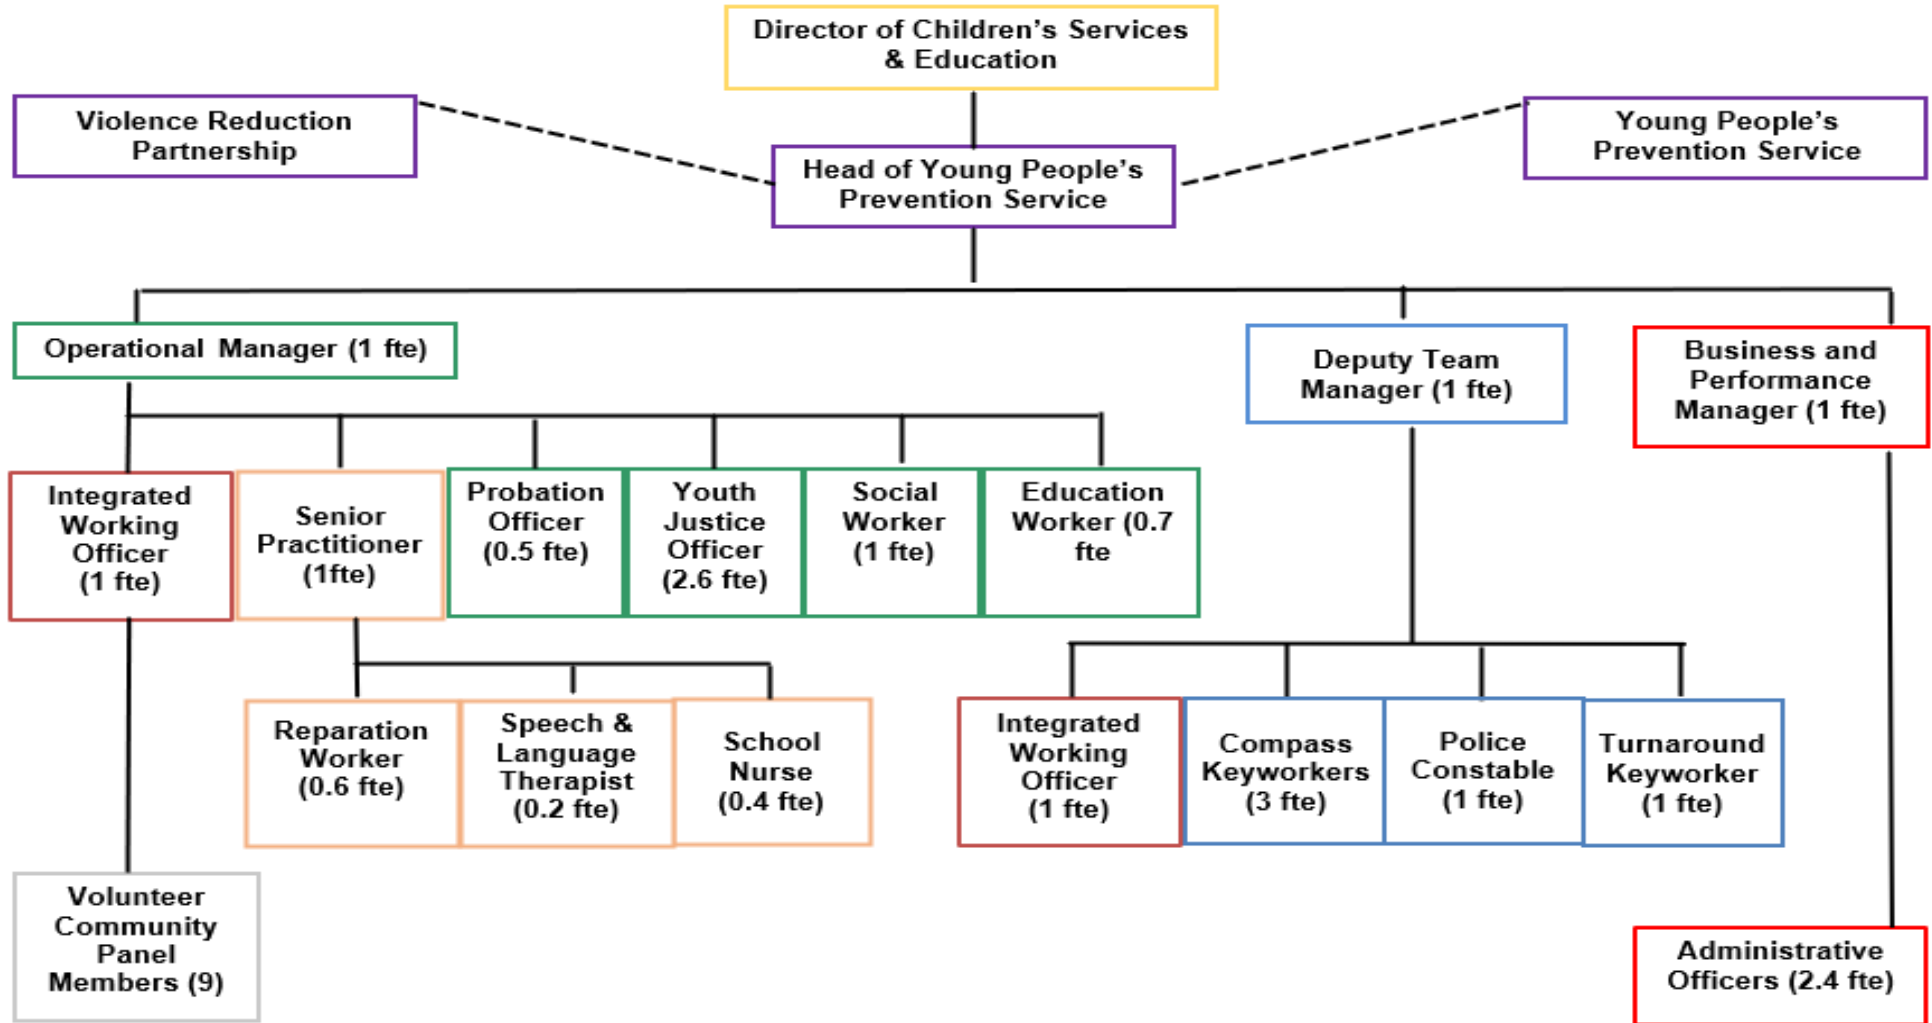 Director of Children’s Services
& Education
Violence Reduction
Partnership
Young People’s
Prevention Service
Head of Young People’s
Prevention Service
Operational Manager (1 fte)
Deputy Team
Manager (1 fte)
Business and
Performance
Manager (1 fte)
Integrated
Working
Officer
(1 fte)
Senior
Practitioner
(1fte)
Probation
Officer
(0.5 fte)
Youth
Justice
Officer
(2.6 fte)
Social
Worker
(1 fte)
Education
Worker (0.7
fte
Reparation
Worker
(0.6 fte)
Speech &
Language
Therapist
(0.2 fte)
School
Nurse
(0.4 fte)
Integrated
Working
Officer
(1 fte)
Compass
Keyworkers
(3 fte)
Police
Constable
(1 fte)
Turnaround
Keyworker
(1 fte)
Volunteer
Community
Panel
Members (9)
Administrative
Officers (2.4 fte)